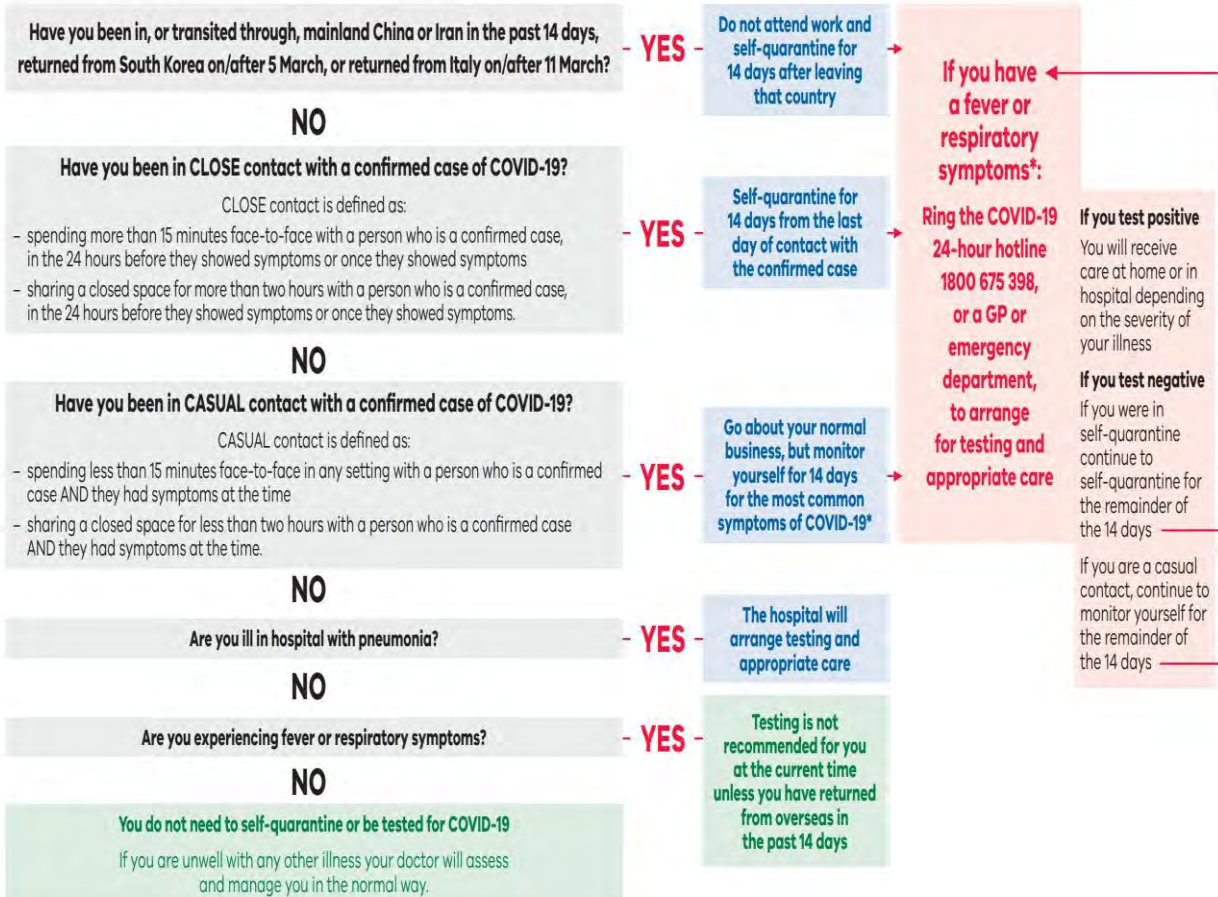 Have you been in, or transited through, mainland China or Iran in the past 14 days,
returned from South Korea on/after 5 March, or returned from Italy on/after 11 March?
YES
Do not attend work and
self-quarantine for
14 days after leaving
that country
NO
Have you been in CLOSE contact with a confirmed case of COVID-19?
CLOSE contact is defined as:
– spending more than 15 minutes face-to-face with a person who is a confirmed case,
in the 24 hours before they showed symptoms or once they showed symptoms
– sharing a closed space for more than two hours with a person who is a confirmed case,
in the 24 hours before they showed symptoms or once they showed symptoms.
YES
Self-quarantine for
14 days from the last
day of contact with
the confirmed case
NO
Have you been in CASUAL contact with a confirmed case of COVID-19?
CASUAL contact is defined as:
– spending less than 15 minutes face-to-face in any setting with a person who is a confirmed
case AND they had symptoms at the time
– sharing a closed space for less than two hours with a person who is a confirmed case
AND they had symptoms at the time.
YES
Go about your normal
business, but monitor
yourself for 14 days
for the most common
symptoms of COVID-19*
NO
Are you ill in hospital with pneumonia?
YES
The hospital will
arrange testing and
appropriate care
NO
Are you experiencing fever or respiratory symptoms?
YES
Testing is not
recommended for you
at the current time
unless you have returned
from overseas in
the past 14 days
NO
You do not need to self-quarantine or be tested for COVID-19
If you are unwell with any other illness your doctor will assess
and manage you in the normal way.
If you have
a fever or
respiratory
symptoms*:
Ring the COVID-19
24-hour hotline
1800 675 398,
or a GP or
emergency
department,
to arrange
for testing and
appropriate care
If you test positive
You will receive
care at home or in
hospital depending
on the severity of
your illness
If you test negative
If you were in
self-quarantine
continue to
self-quarantine for
the remainder of
the 14 days
If you are a casual
contact, continue to
monitor yourself for
the remainder of
the 14 days